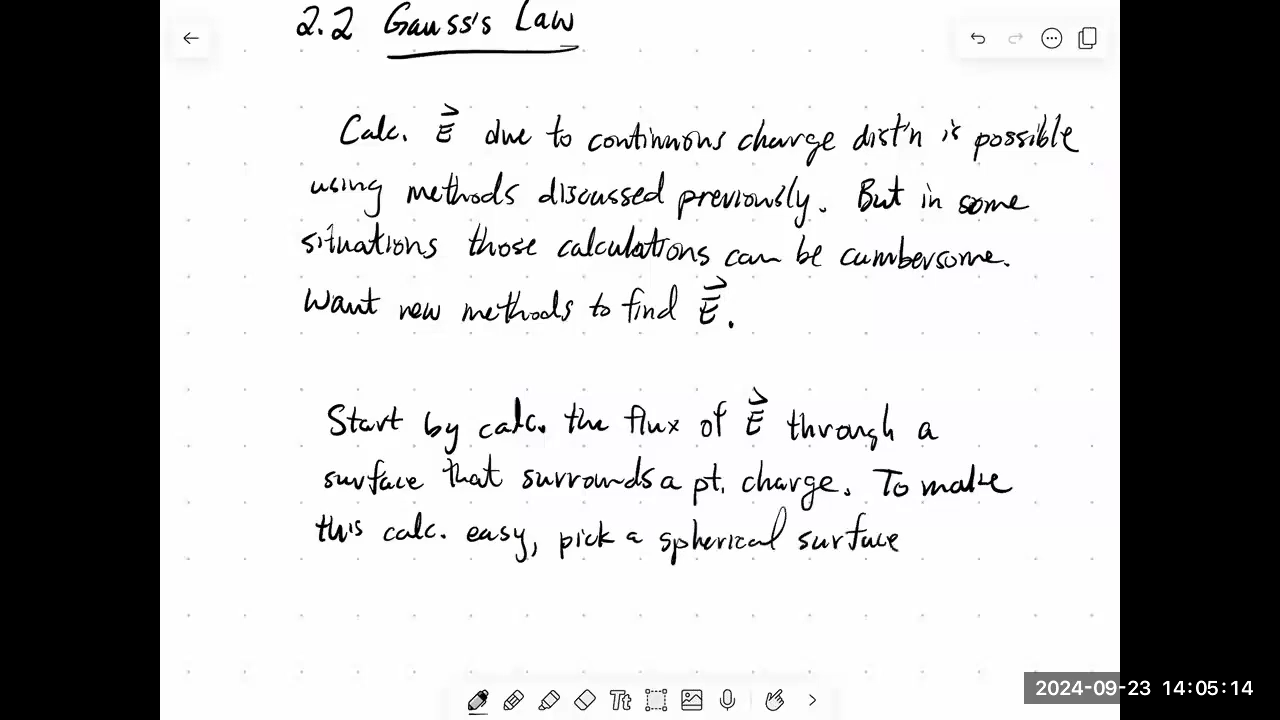 2.2 Gauss's Law
Calc. E⃗ due to continuous charge dist'n is possible
using methods discussed previously. But in some
situations those calculations can be cumbersome.
Want new methods to find E⃗.
Start by calc. the flux of E⃗ through a
surface that surrounds a pt. charge. To make
this calc. easy, pick a spherical surface
Tt
2024-09-23 14:05:14